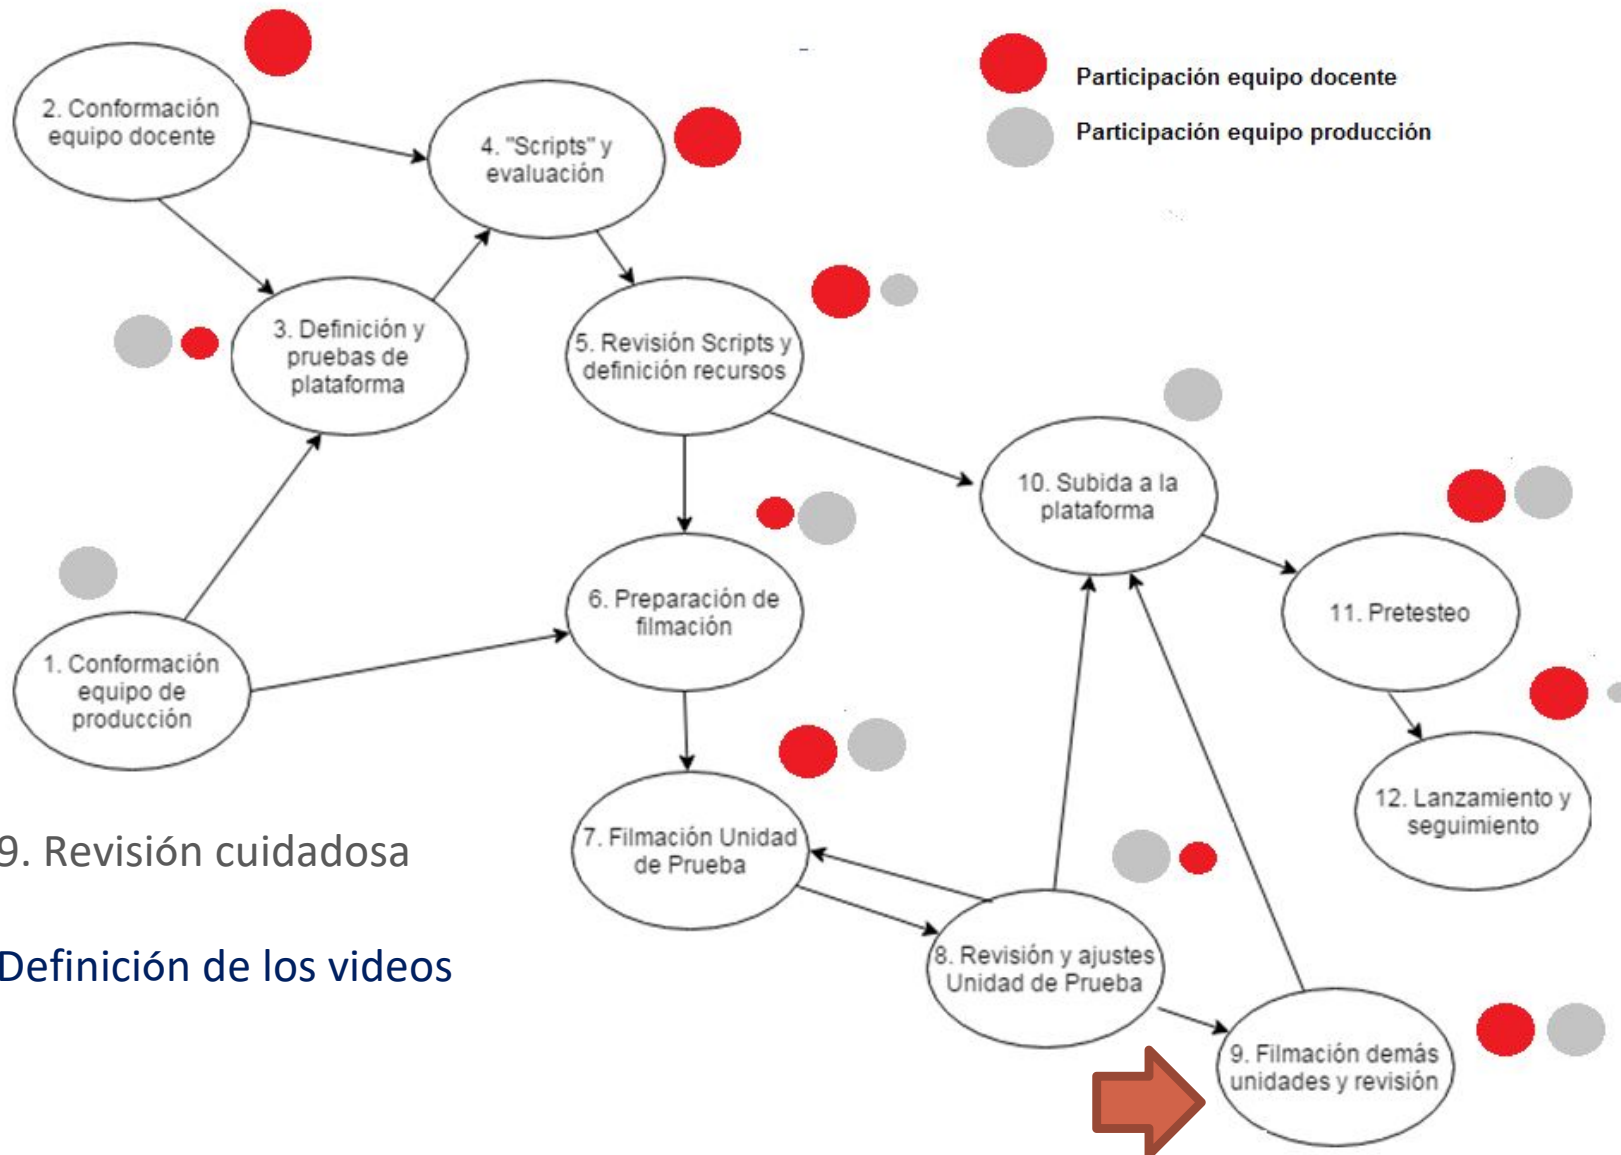 Participación equipo docente
Participación equipo producción
2. Conformación
equipo docente
4. "Scripts" y
evaluación
3. Definición y
pruebas de
plataforma
5. Revisión Scripts y
definición recursos
10. Subida a la
plataforma
6. Preparación de
filmación
11. Pretesteo
1. Conformación
equipo de
producción
12. Lanzamiento y
seguimiento
7. Filmación Unidad
de Prueba
8. Revisión y ajustes
Unidad de Prueba
9. Filmación demás
unidades y revisión
9. Revisión cuidadosa
Definición de los videos